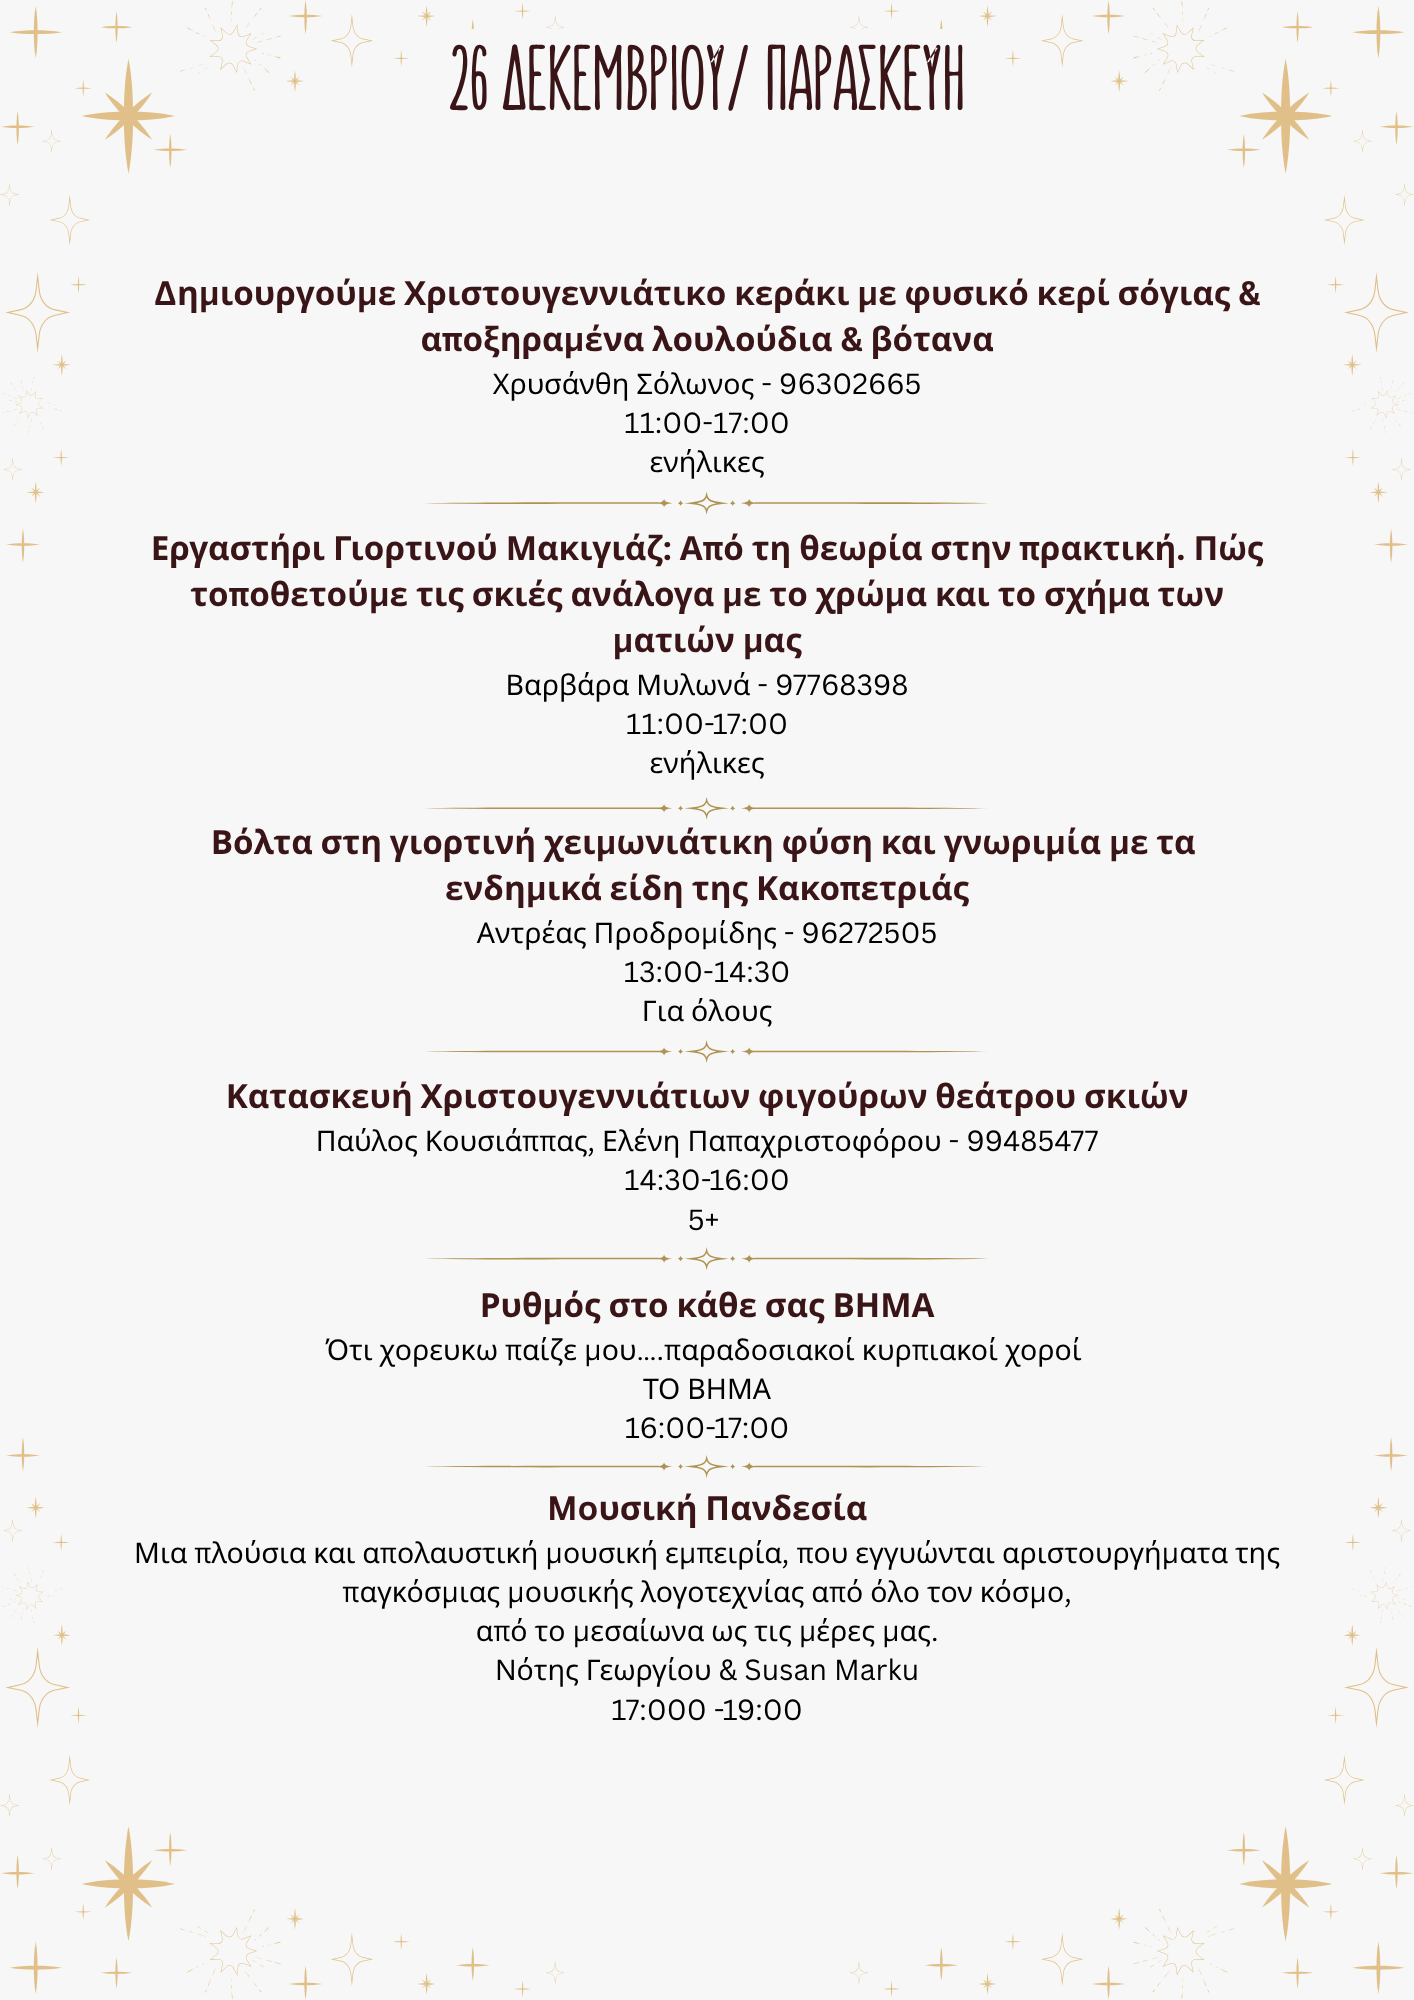 26 ΔΕΚΕΜΒΡΙΟΥ/ ΠΑΡΑΣΚΕΥΗ
Δημιουργούμε Χριστουγεννιάτικο κεράκι με φυσικό κερί σόγιας &
αποξηραμένα λουλούδια & βότανα
Χρυσάνθη Σόλωνος - 96302665
11:00-17:00
ενήλικες
Εργαστήρι Γιορτινού Μακιγιάζ: Από τη θεωρία στην πρακτική. Πώς
τοποθετούμε τις σκιές ανάλογα με το χρώμα και το σχήμα των
ματιών μας
Βαρβάρα Μυλωνά - 97768398
11:00-17:00
ενήλικες
Βόλτα στη γιορτινή χειμωνιάτικη φύση και γνωριμία με τα
ενδημικά είδη της Κακοπετριάς
Αντρέας Προδρομίδης - 96272505
13:00-14:30
Για όλους
Κατασκευή Χριστουγεννιάτιων φιγούρων θεάτρου σκιών
Παύλος Κουσιάππας, Ελένη Παπαχριστοφόρου - 99485477
14:30-16:00
5+
Ρυθμός στο κάθε σας ΒΗΜΑ
Ότι χορευκω παίζε μου....παραδοσιακοί κυρπιακοί χοροί
ΤΟ ΒΗΜΑ
16:00-17:00
Μουσική Πανδεσία
Μια πλούσια και απολαυστική μουσική εμπειρία, που εγγυώνται αριστουργήματα της
παγκόσμιας μουσικής λογοτεχνίας από όλο τον κόσμο,
από το μεσαίωνα ως τις μέρες μας.
Νότης Γεωργίου & Susan Marku
17:000 -19:00